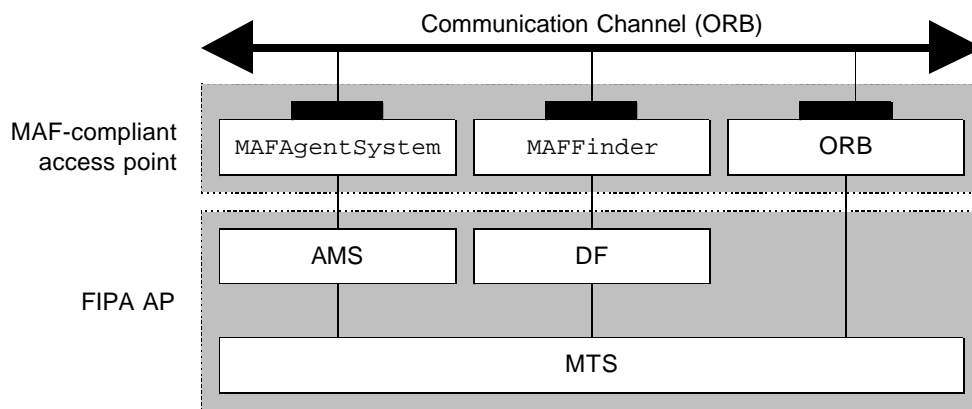 Communication Channel (ORB)
MAF-compliant
access point
MAFAgentSystem
MAFFinder
ORB
FIPA AP
AMS
DF
MTS